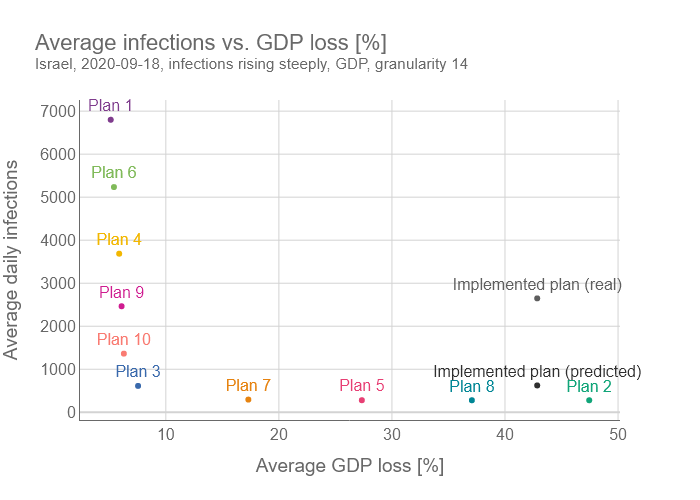 Average infections vs. GDP loss [%]
Israel, 2020-09-18, infections rising steeply, GDP, granularity 14
Average daily infections
7000
6000
5000
4000
3000
2000
1000
0
Plan 1
Plan 6
Plan 4
Plan 9
Implemented plan (real)
Plan 10
Plan 3
Implemented plan (predicted)
Plan 7
Plan 5
Plan 8
Plan 2
10
20
30
40
50
Average GDP loss [%]